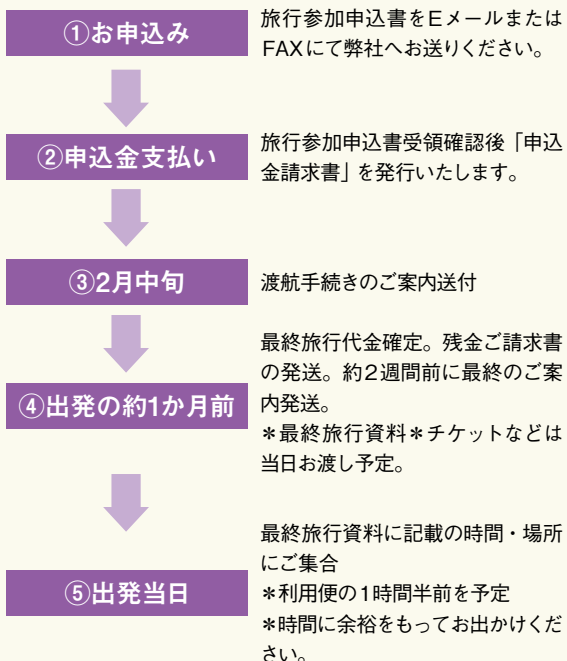 ①お申込み
旅行参加申込書をEメールまたは
FAXにて弊社へお送りください。
②申込金支払い
旅行参加申込書受領確認後「申込
金請求書」を発行いたします。
③2月中旬
渡航手続きのご案内送付
④出発の約1か月前
最終旅行代金確定。残金ご請求書
の発送。約2週間前に最終のご案
内発送。
＊最終旅行資料＊チケットなどは
当日お渡し予定。
⑤出発当日
最終旅行資料に記載の時間・場所
にご集合
＊利用便の1時間半前を予定
＊時間に余裕をもってお出かけくだ
さい。